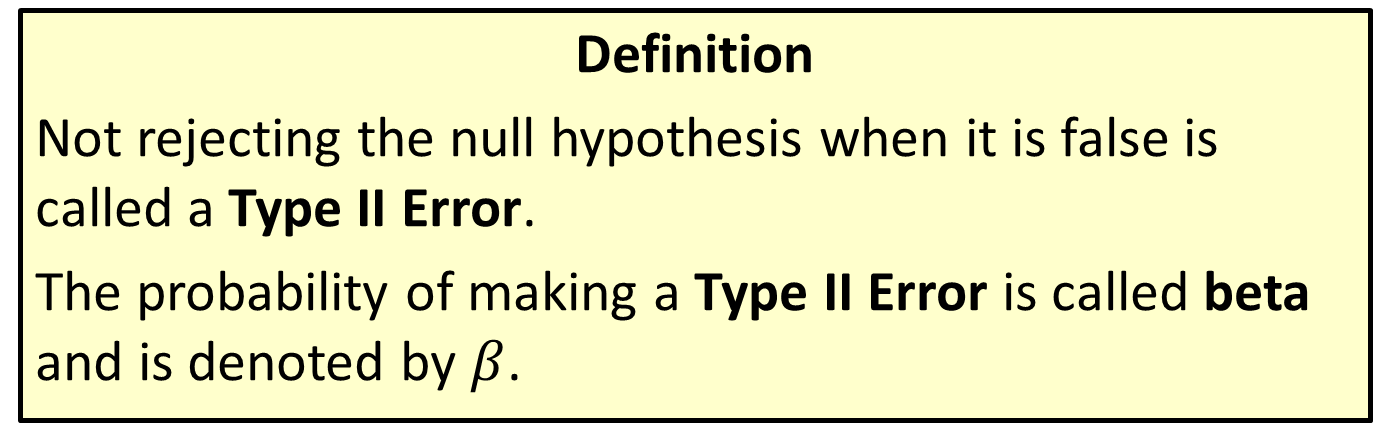 Definition
Not rejecting the null hypothesis when it is false is
called a Type II Error.
The probability of making a Type II Error is called beta
and is denoted by β.